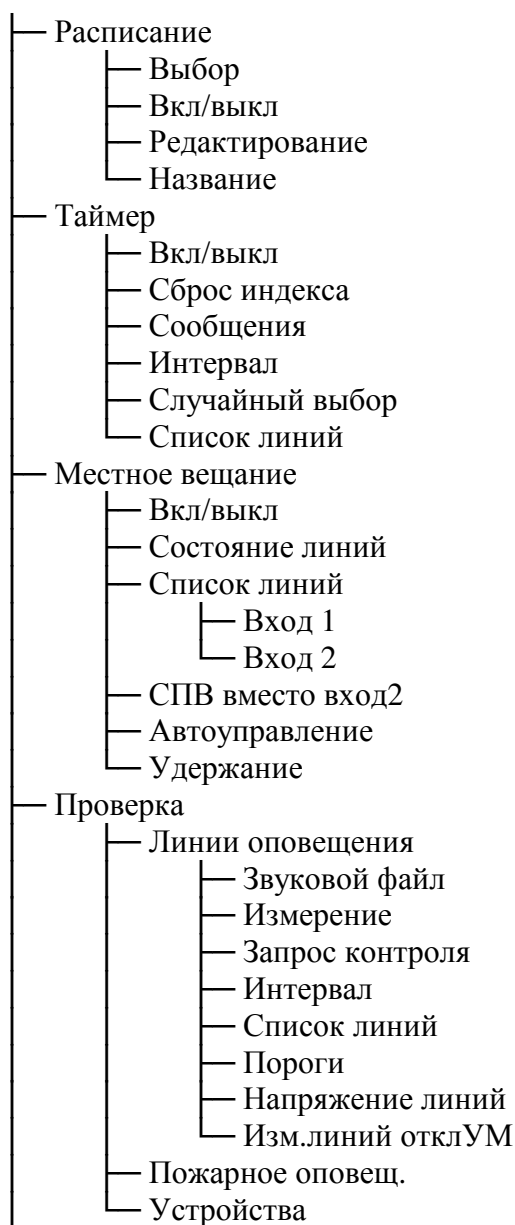 Расписание
Выбор
Вкл/выкл
Редактирование
Название
Таймер
Вкл/выкл
Сброс индекса
Сообщения
Интервал
Случайный выбор
Список линий
Местное вещание
Вкл/выкл
Состояние линий
Список линий
Вход 1
Вход 2
СПВ вместо вход2
Автоуправление
Удержание
Проверка
Линии оповещения
Звуковой файл
Измерение
Запрос контроля
Интервал
Список линий
Пороги
Напряжение линий
Изм.линий отклУМ
Пожарное оповещ.
Устройства